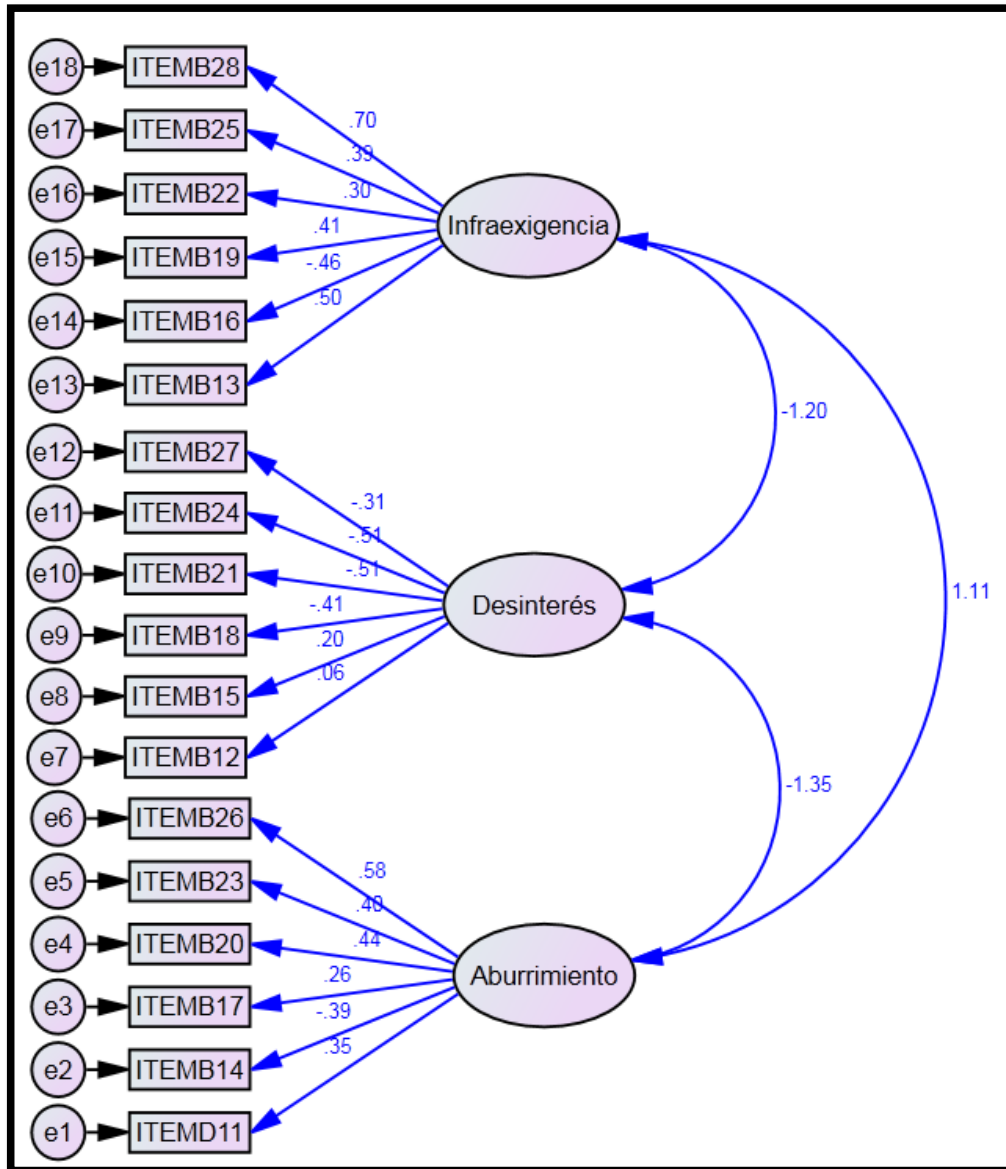 e18 ITEMB28
.70
e17 ITEMB25
.39
e16 ITEMB22
.30
Infraexigencia
e15 ITEMB19
.41
e14 ITEMB16
-.46
e13 ITEMB13
.50
-1.20
e12 ITEMB27
-.31
e11 ITEMB24
-.51
e10 ITEMB21
-.51
Desinterés
1.11
e9 ITEMB18
-.41
e8 ITEMB15
.20
e7 ITEMB12
.06
-1.35
e6 ITEMB26
.58
e5 ITEMB23
.40
e4 ITEMB20
.44
Aburrimiento
e3 ITEMB17
.26
e2 ITEMB14
-.39
e1 ITEMD11
.35